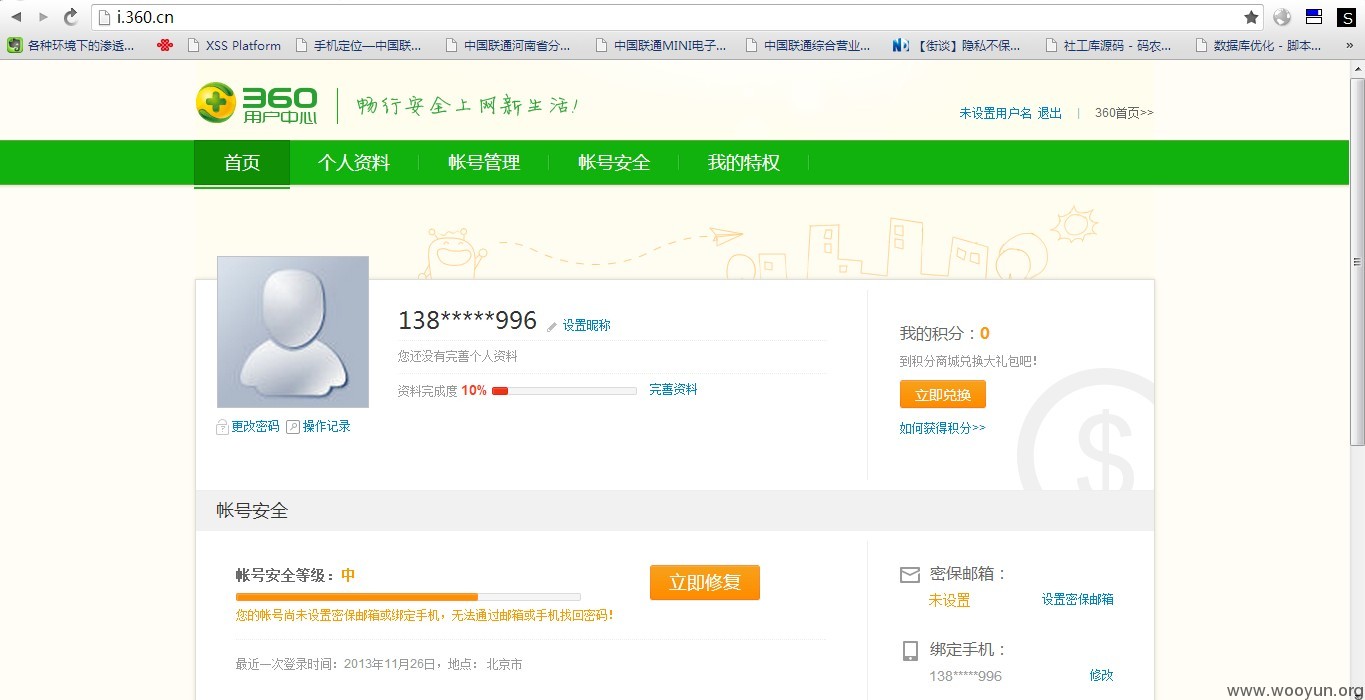 i.360.cn
各种环境下的渗透... XSS Platform 手机定位—中国联... 中国联通河南省分... 中国联通MINI电子... 中国联通综合营业... 【街谈】隐私不保... 社工库源码 - 码农... 数据库优化 - 脚本... »
360 用户中心 畅行安全上网新生活!
未设置用户名 退出 | 360首页>>
首页 个人资料 帐号管理 帐号安全 我的特权
138*****996 设置昵称
您还没有完善个人资料
资料完成度 10% 完善资料
更改密码 操作记录
我的积分:0
到积分商城兑换大礼包吧!
立即兑换
如何获得积分>>
帐号安全
帐号安全等级:中
立即修复
您的帐号尚未设置密保邮箱或绑定手机,无法通过邮箱或手机找回密码!
最近一次登录时间:2013年11月26日,地点: 北京市
密保邮箱:
未设置 设置密保邮箱
绑定手机:
138*****996 修改
www.wooyun.org